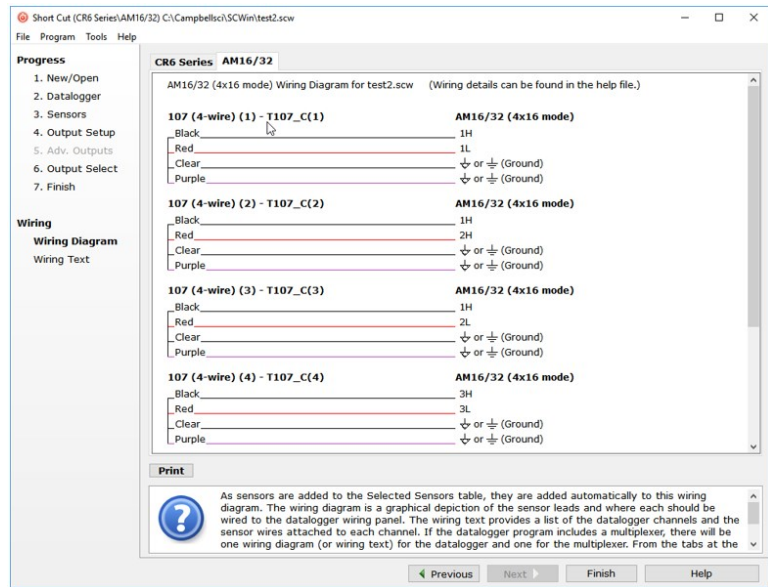 Short Cut (CR6 Series\AM16/32) C:\Campbellsci\SCWin\test2.scw
File Program Tools Help
Progress
1. New/Open
2. Datalogger
3. Sensors
4. Output Setup
5. Adv. Outputs
6. Output Select
7. Finish
Wiring
Wiring Diagram
Wiring Text
CR6 Series AM16/32
AM16/32 (4x16 mode) Wiring Diagram for test2.scw (Wiring details can be found in the help file.)
107 (4-wire) (1) - T107_C(1) AM16/32 (4x16 mode)
Black 1H
Red 1L
Clear or (Ground)
Purple or (Ground)
107 (4-wire) (2) - T107_C(2) AM16/32 (4x16 mode)
Black 1H
Red 2H
Clear or (Ground)
Purple or (Ground)
107 (4-wire) (3) - T107_C(3) AM16/32 (4x16 mode)
Black 1H
Red 2L
Clear or (Ground)
Purple or (Ground)
107 (4-wire) (4) - T107_C(4) AM16/32 (4x16 mode)
Black 3H
Red 3L
Clear or (Ground)
Purple or (Ground)
Print
As sensors are added to the Selected Sensors table, they are added automatically to this wiring
diagram. The wiring diagram is a graphical depiction of the sensor leads and where each should be
wired to the datalogger wiring panel. The wiring text provides a list of the datalogger channels and the
sensor wires attached to each channel. If the datalogger program includes a multiplexer, there will be
one wiring diagram (or wiring text) for the datalogger and one for the multiplexer. From the tabs at the
Previous Next Finish Help